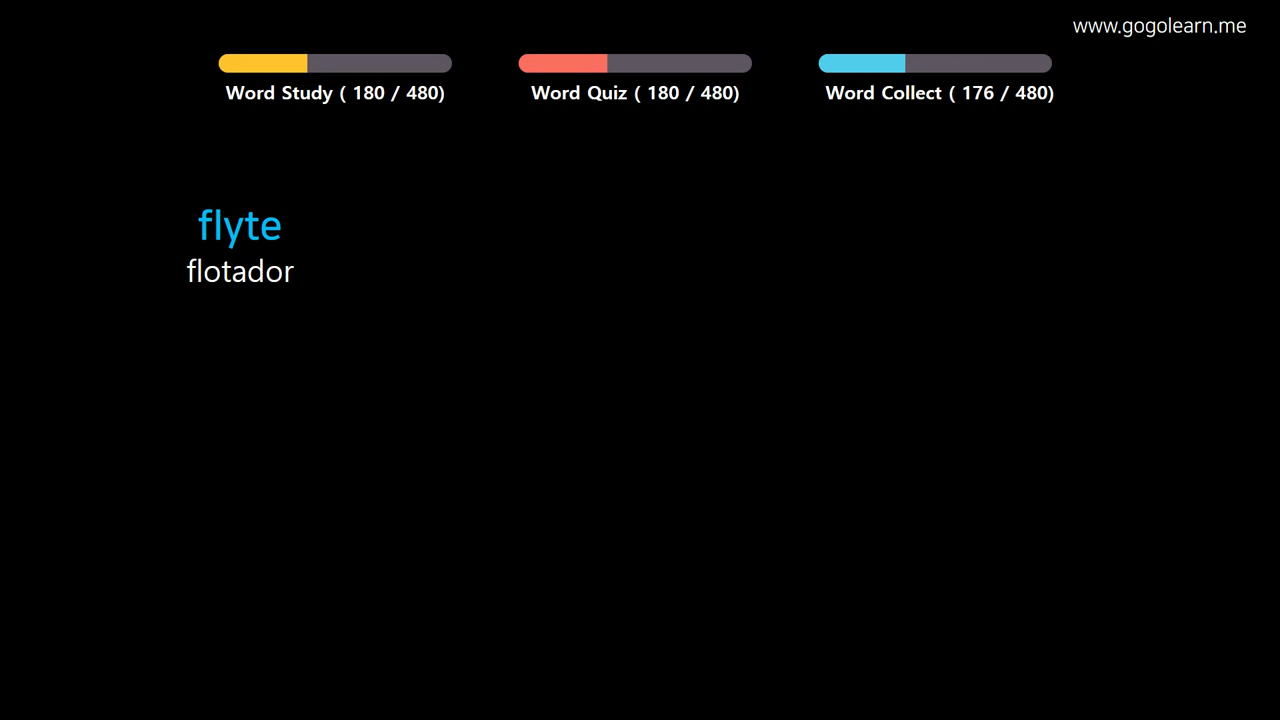 www.gogolearn.me
Word Study ( 180 / 480)
Word Quiz ( 180 / 480)
Word Collect ( 176 / 480)
flyte
flotador